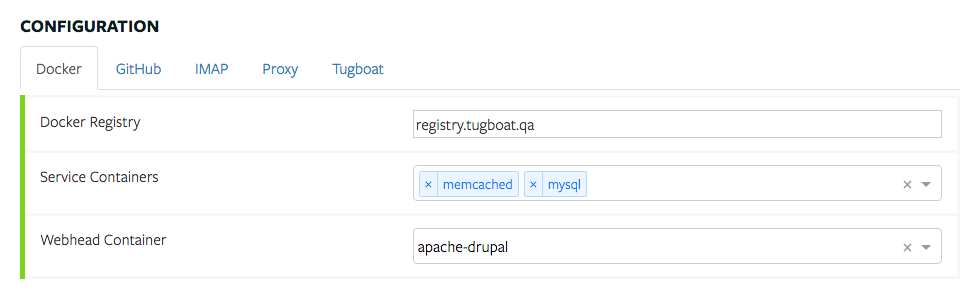 CONFIGURATION
Docker GitHub IMAP Proxy Tugboat
Docker Registry registry.tugboat.qa
Service Containers × memcached × mysql ×
Webhead Container apache-drupal ×